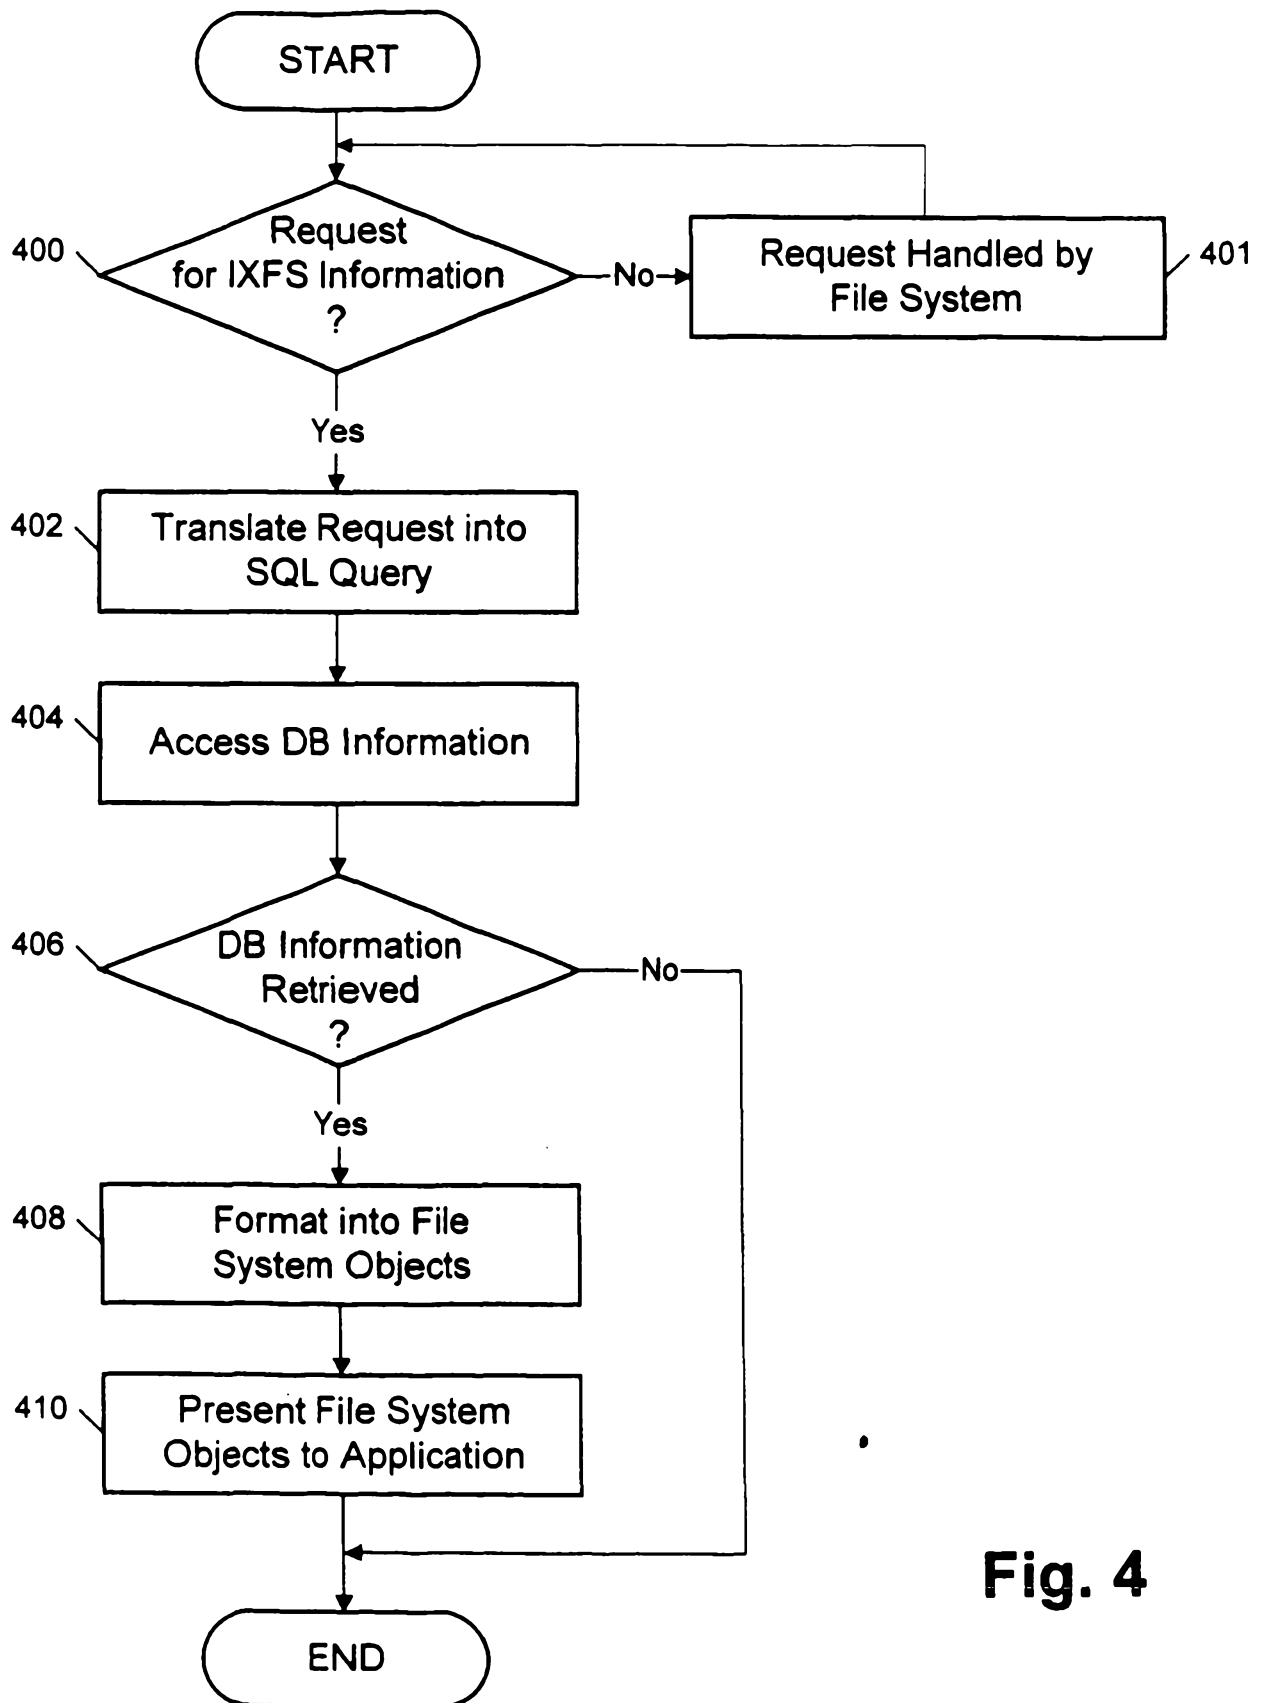 START
400
Request
for IXFS Information
?
No
Request Handled by
File System
401
Yes
402
Translate Request into
SQL Query
404
Access DB Information
406
DB Information
Retrieved
?
No
Yes
408
Format into File
System Objects
410
Present File System
Objects to Application
Fig. 4
END